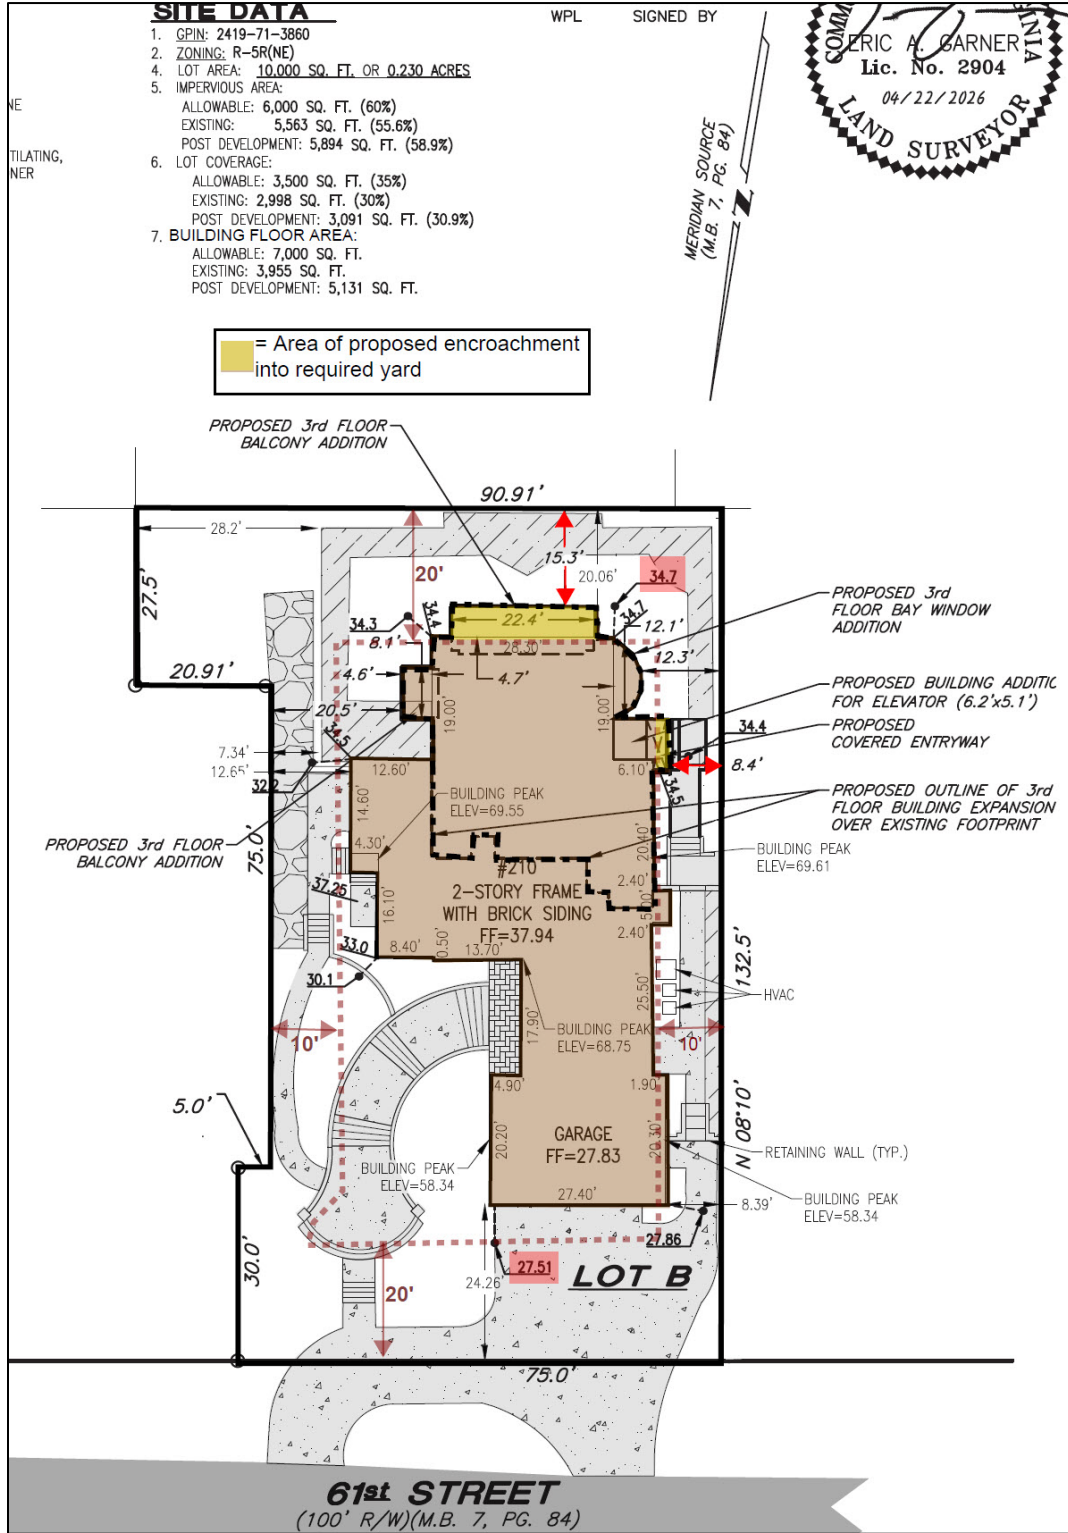 SITE DATA
1. GPIN: 2419-71-3860
2. ZONING: R-5R(NE)
4. LOT AREA: 10,000 SQ. FT. OR 0.230 ACRES
5. IMPERVIOUS AREA:
ALLOWABLE: 6,000 SQ. FT. (60%)
EXISTING: 5,563 SQ. FT. (55.6%)
POST DEVELOPMENT: 5,894 SQ. FT. (58.9%)
6. LOT COVERAGE:
ALLOWABLE: 3,500 SQ. FT. (35%)
EXISTING: 2,998 SQ. FT. (30%)
POST DEVELOPMENT: 3,091 SQ. FT. (30.9%)
7. BUILDING FLOOR AREA:
ALLOWABLE: 7,000 SQ. FT.
EXISTING: 3,955 SQ. FT.
POST DEVELOPMENT: 5,131 SQ. FT.
NE
TILATING,
NER
WPL SIGNED BY
MERIDIAN SOURCE
(M.B. 7, PG. 84)
N
COMM
GINIA
ERIC A. GARNER
Lic. No. 2904
04/22/2026
LAND SURVEYOR
= Area of proposed encroachment
into required yard
PROPOSED 3rd FLOOR
BALCONY ADDITION
90.91'
28.2'
27.5'
20'
15.3'
20.06'
34.7
34.3
34.4
34.7
8.1'
22.4'
12.1'
28.30'
PROPOSED 3rd
FLOOR BAY WINDOW
ADDITION
12.3'
20.91'
4.6'
4.7'
PROPOSED BUILDING ADDITIC
FOR ELEVATOR (6.2'x5.1')
20.5'
19.00'
19.00'
34.4
PROPOSED
COVERED ENTRYWAY
34.5
7.34'
12.65'
12.60'
6.10'
8.4'
32.2
34.5
14.60'
BUILDING PEAK
ELEV=69.55
PROPOSED OUTLINE OF 3rd
FLOOR BUILDING EXPANSION
OVER EXISTING FOOTPRINT
PROPOSED 3rd FLOOR
BALCONY ADDITION
75.0'
4.30'
20.40'
BUILDING PEAK
ELEV=69.61
#210
2-STORY FRAME
WITH BRICK SIDING
FF=37.94
2.40'
5.00'
2.40'
37.25
16.10'
33.0
8.40'
0.50'
13.70'
30.1
132.5'
HVAC
25.50'
17.90'
BUILDING PEAK
ELEV=68.75
10'
10'
4.90'
1.90'
5.0'
N 08°10'
GARAGE
FF=27.83
20.20'
20.30'
RETAINING WALL (TYP.)
BUILDING PEAK
ELEV=58.34
27.40'
BUILDING PEAK
ELEV=58.34
8.39'
27.86
30.0'
27.51
LOT B
24.26'
20'
75.0'
61st STREET
(100' R/W)(M.B. 7, PG. 84)